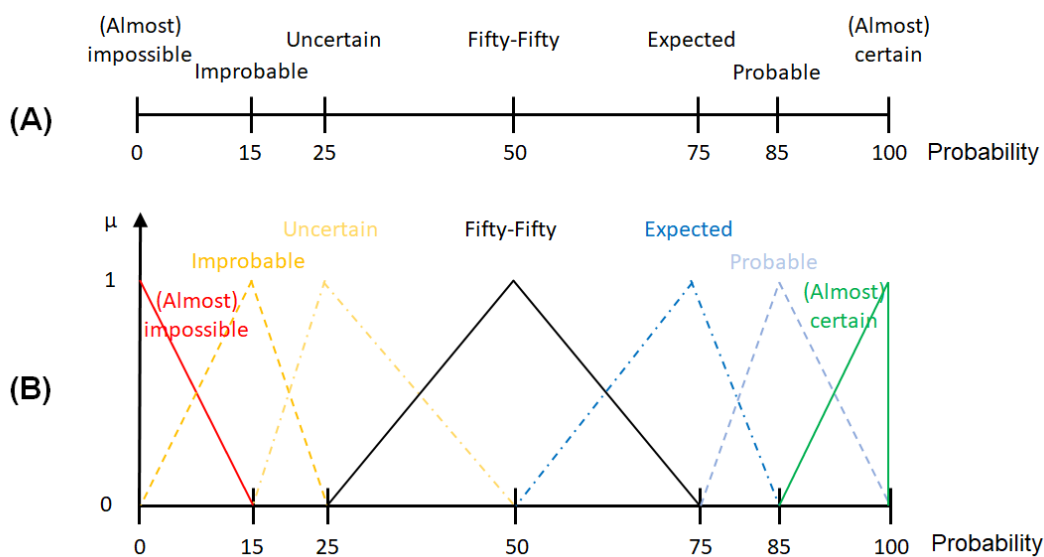 (Almost)
impossible
Improbable
Uncertain
Fifty-Fifty
Expected
Probable
(Almost)
certain
(A)
0 15 25 50 75 85 100 Probability
μ
Uncertain Fifty-Fifty Expected
Improbable Probable
1
(Almost)
impossible
(Almost)
certain
(B)
0
0 15 25 50 75 85 100 Probability